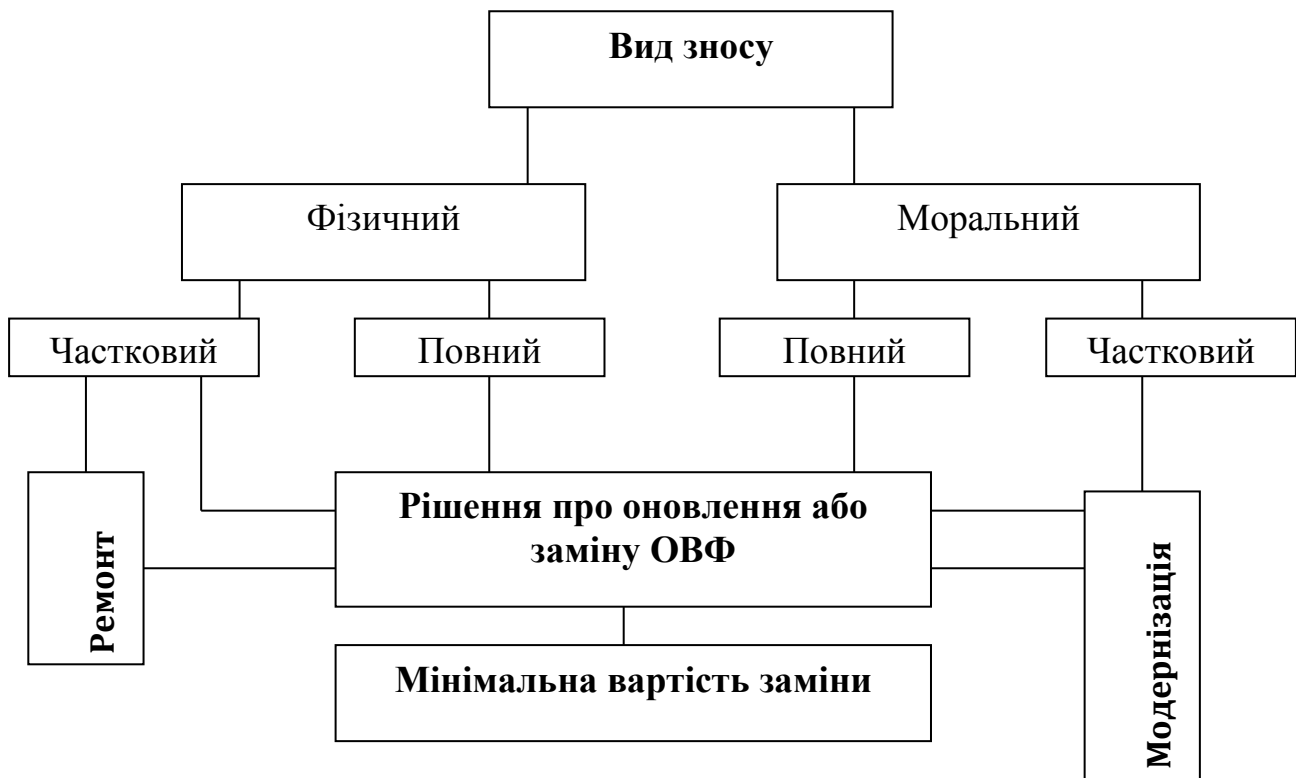 Вид зносу
Фізичний
Моральний
Частковий
Повний
Повний
Частковий
Ремонт
Рішення про оновлення або
заміну ОВФ
Модернізація
Мінімальна вартість заміни